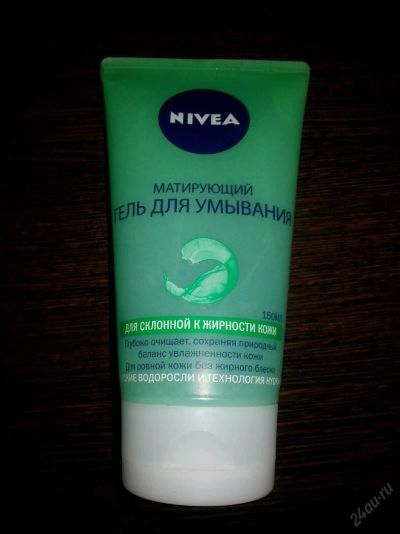 NIVEA
МАТИРУЮЩИЙ
ГЕЛЬ ДЛЯ УМЫВАНИЯ
150МЛ
ДЛЯ СКЛОННОЙ К ЖИРНОСТИ КОЖИ
Глубоко очищает, сохраняя природный
баланс увлажненности кожи
Для ровной кожи без жирного блеска
ВОДОРОСЛИ И ТЕХНОЛОГИЯ
24au.ru